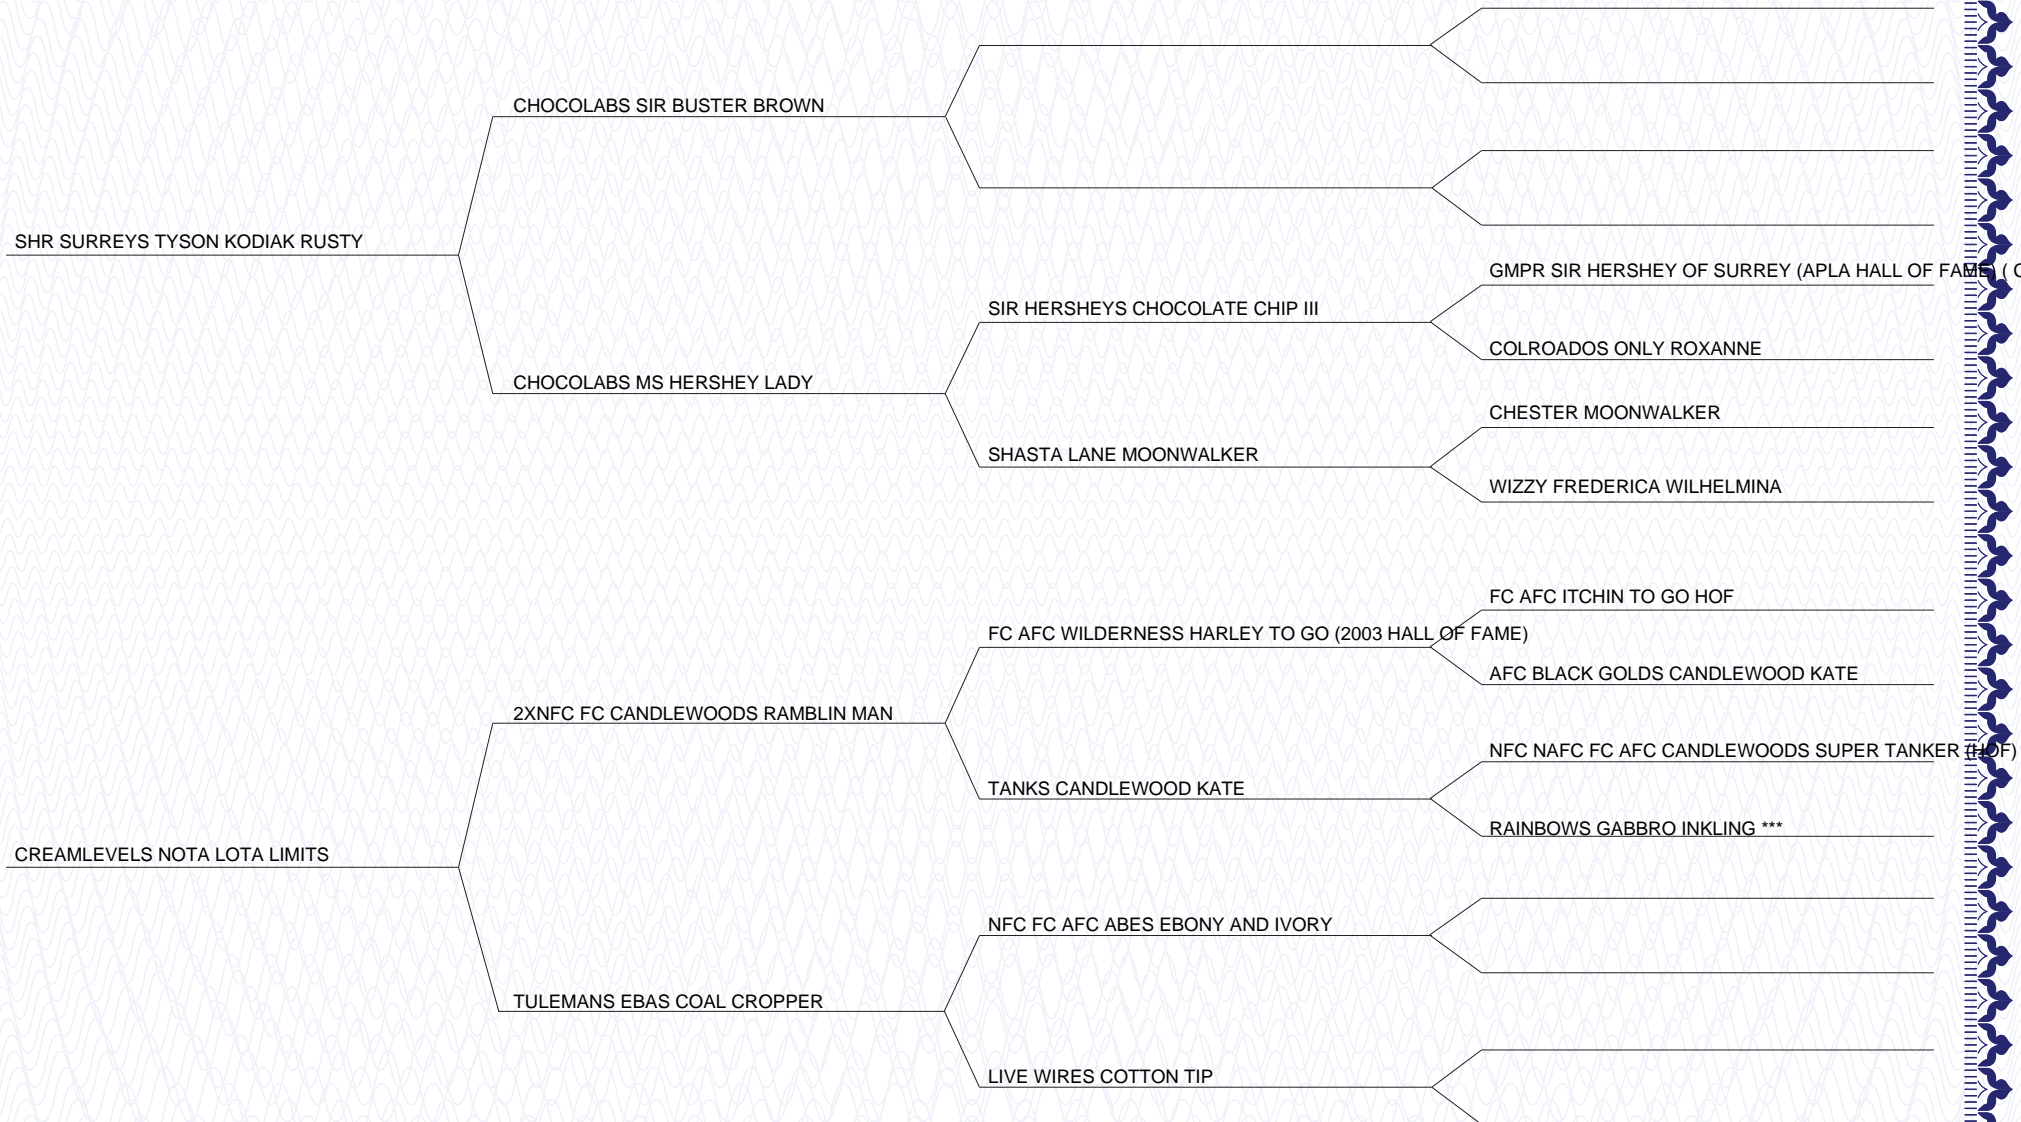 CHOCOLABS SIR BUSTER BROWN
SHR SURREYS TYSON KODIAK RUSTY
GMPR SIR HERSHEY OF SURREY (APLA HALL OF FAME) (
SIR HERSHEYS CHOCOLATE CHIP III
COLROADOS ONLY ROXANNE
CHOCOLABS MS HERSHEY LADY
CHESTER MOONWALKER
SHASTA LANE MOONWALKER
WIZZY FREDERICA WILHELMINA
FC AFC ITCHIN TO GO HOF
FC AFC WILDERNESS HARLEY TO GO (2003 HALL OF FAME)
AFC BLACK GOLDS CANDLEWOOD KATE
2XNFC FC CANDLEWOODS RAMBLIN MAN
NFC NAFC FC AFC CANDLEWOODS SUPER TANKER (HOF)
TANKS CANDLEWOOD KATE
RAINBOWS GABBRO INKLING ***
CREAMLEVELS NOTA LOTA LIMITS
NFC FC AFC ABES EBONY AND IVORY
TULEMANS EBAS COAL CROPPER
LIVE WIRES COTTON TIP